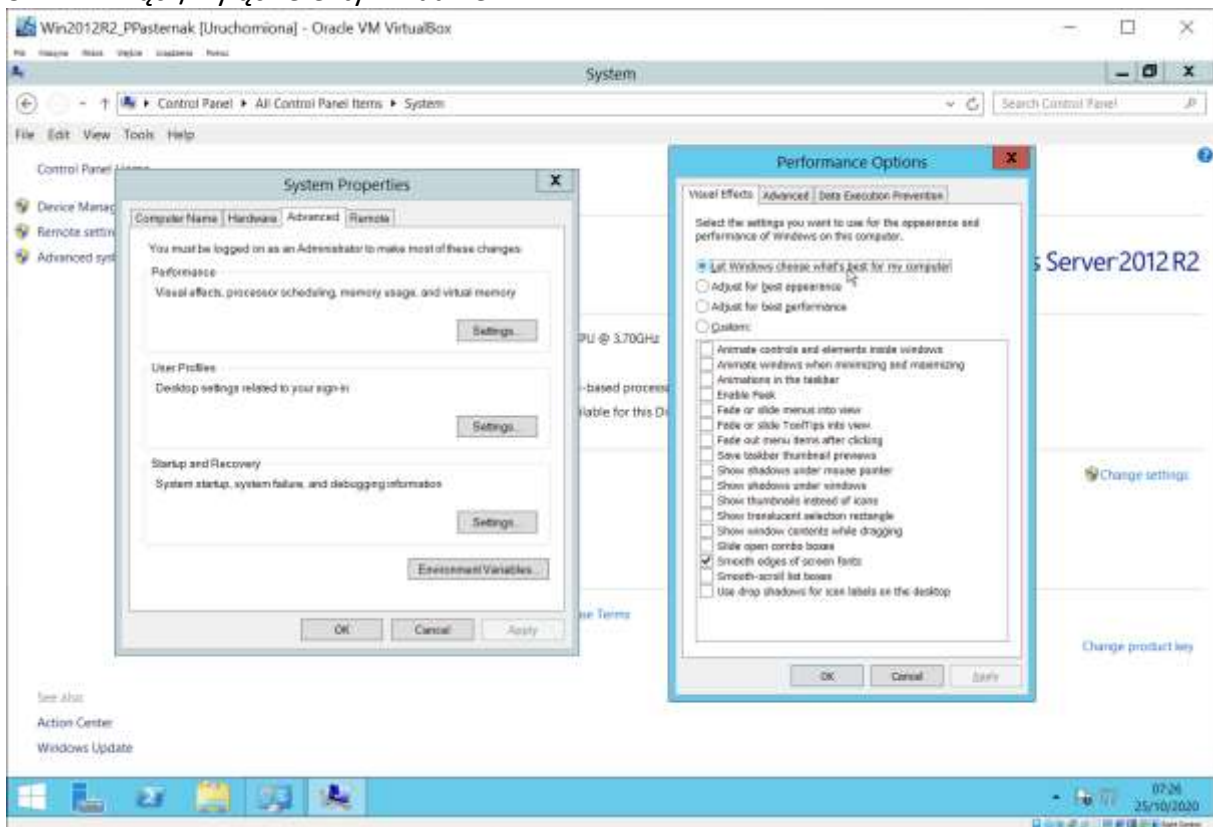 Win2012R2_PPasternak [Uruchomiona] - Oracle VM VirtualBox
System
Control Panel ▸ All Control Panel Items ▸ System
Search Control Panel
File Edit View Tools Help
Control Panel
Device Manag
Remote settin
Advanced syst
System Properties
Computer Name Hardware Advanced Remote
You must be logged on as an Administrator to make most of these changes.
Performance
Visual effects, processor scheduling, memory usage, and virtual memory
Settings...
User Profiles
Desktop settings related to your sign-in
Settings...
Startup and Recovery
System startup, system failure, and debugging information
Settings...
Environment Variables...
OK Cancel Apply
PU @ 3.70GHz
-based process
ilable for this Di
Performance Options
Visual Effects Advanced Data Execution Prevention
Select the settings you want to use for the appearance and
performance of Windows on this computer.
Let Windows choose what's best for my computer
Adjust for best appearance
Adjust for best performance
Custom:
Animate controls and elements inside windows
Animate windows when minimizing and maximizing
Animations in the taskbar
Enable Peek
Fade or slide menus into view
Fade or slide ToolTips into view
Fade out menu items after clicking
Save taskbar thumbnail previews
Show shadows under mouse pointer
Show shadows under windows
Show thumbnails instead of icons
Show translucent selection rectangle
Show window contents while dragging
Slide open combo boxes
Smooth edges of screen fonts
Smooth-scroll list boxes
Use drop shadows for icon labels on the desktop
OK Cancel Apply
s Server 2012 R2
Change settings
Terms
Change product key
See also
Action Center
Windows Update
07:26
25/10/2020